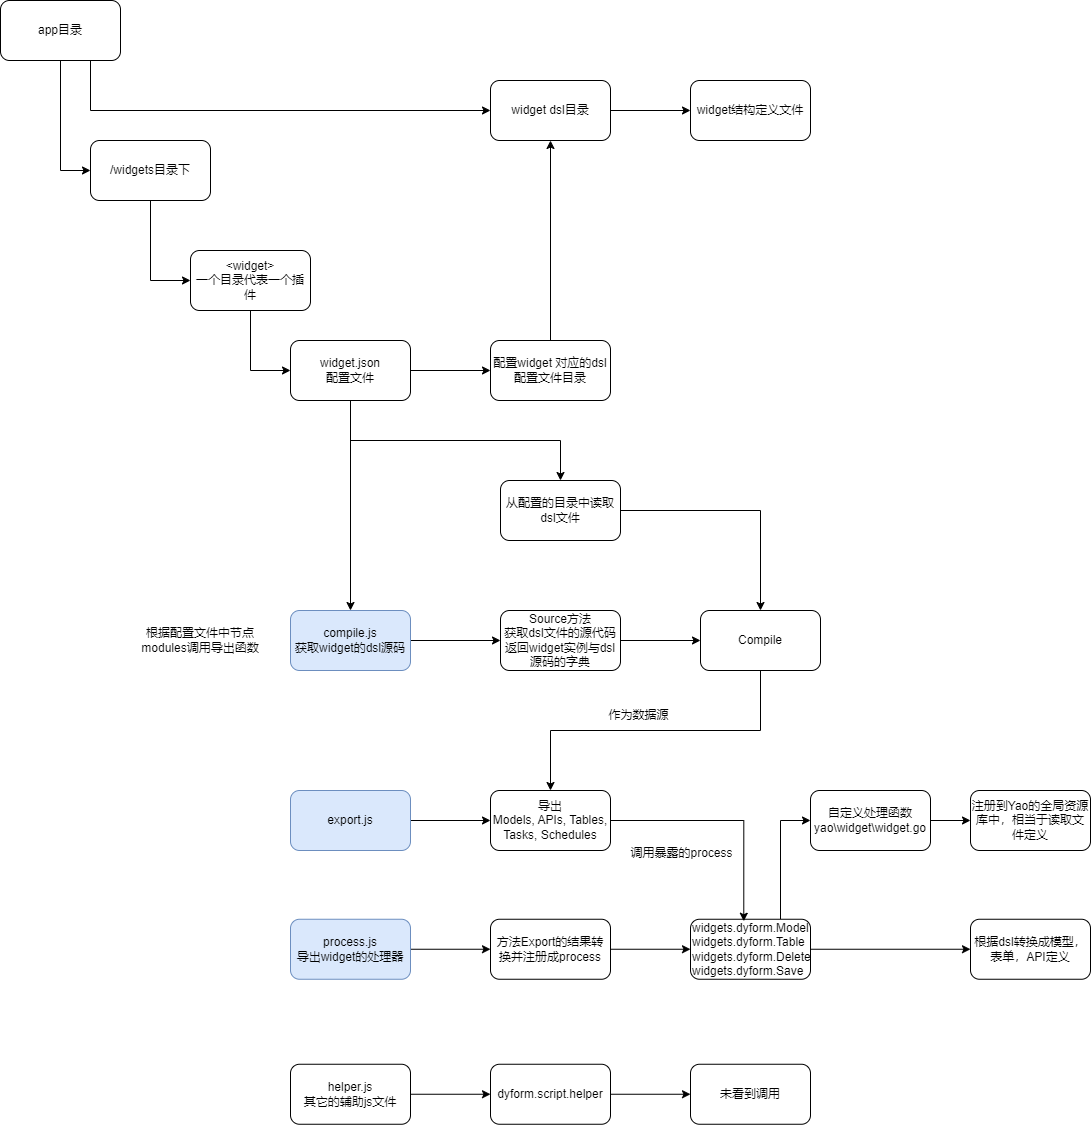 app目录
widget dsl目录
widget结构定义文件
/widgets目录下
<widget>
一个目录代表一个插
件
widget.json
配置文件
配置widget 对应的dsl
配置文件目录
从配置的目录中读取
dsl文件
根据配置文件中节点
modules调用导出函数
compile.js
获取widget的dsl源码
Source方法
获取dsl文件的源代码
返回widget实例与dsl
源码的字典
Compile
作为数据源
export.js
导出
Models, APIs, Tables,
Tasks, Schedules
调用暴露的process
自定义处理函数
yao\widget\widget.go
注册到Yao的全局资源
库中，相当于读取文
件定义
process.js
导出widget的处理器
方法Export的结果转
换并注册成process
widgets.dyform.Model
widgets.dyform.Table
widgets.dyform.Delete
widgets.dyform.Save
根据dsl转换成模型，
表单，API定义
helper.js
其它的辅助js文件
dyform.script.helper
未看到调用